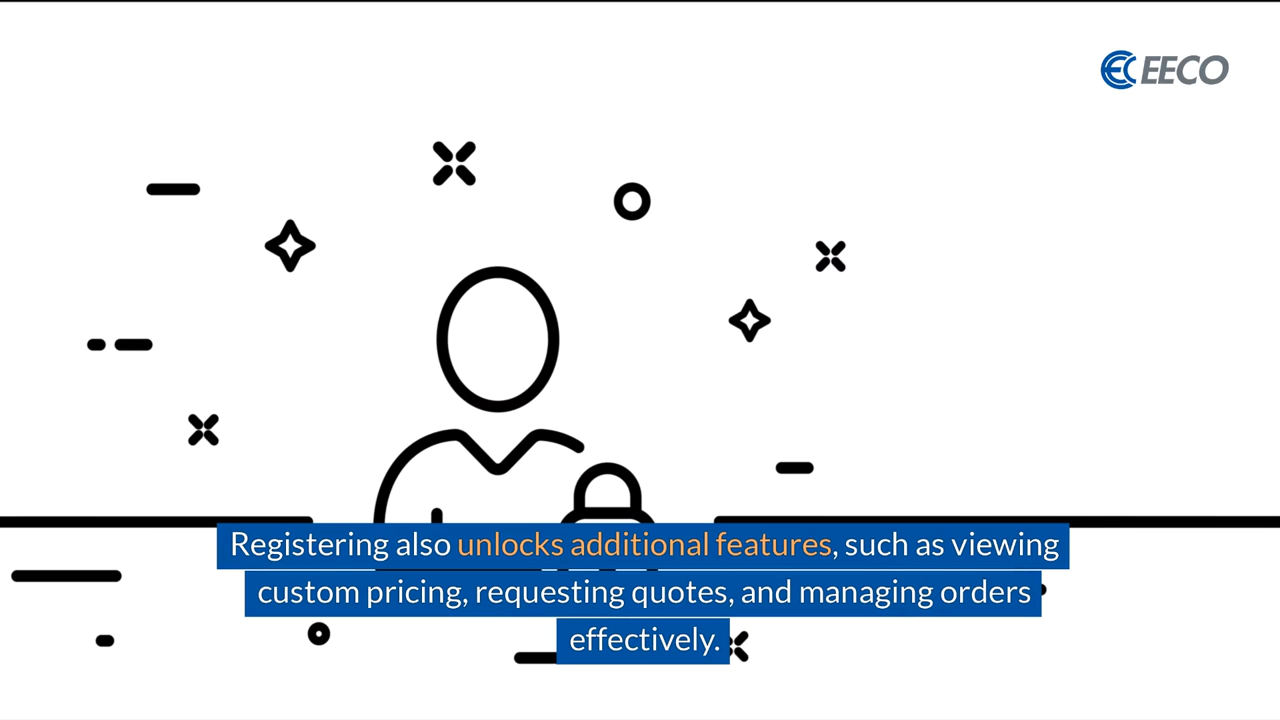 EECO
Registering also unlocks additional features, such as viewing
custom pricing, requesting quotes, and managing orders
effectively.